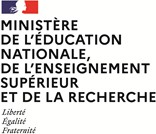 MINISTÈRE
DE L'ÉDUCATION
NATIONALE,
DE L'ENSEIGNEMENT
SUPÉRIEUR
ET DE LA RECHERCHE
Liberté
Égalité
Fraternité